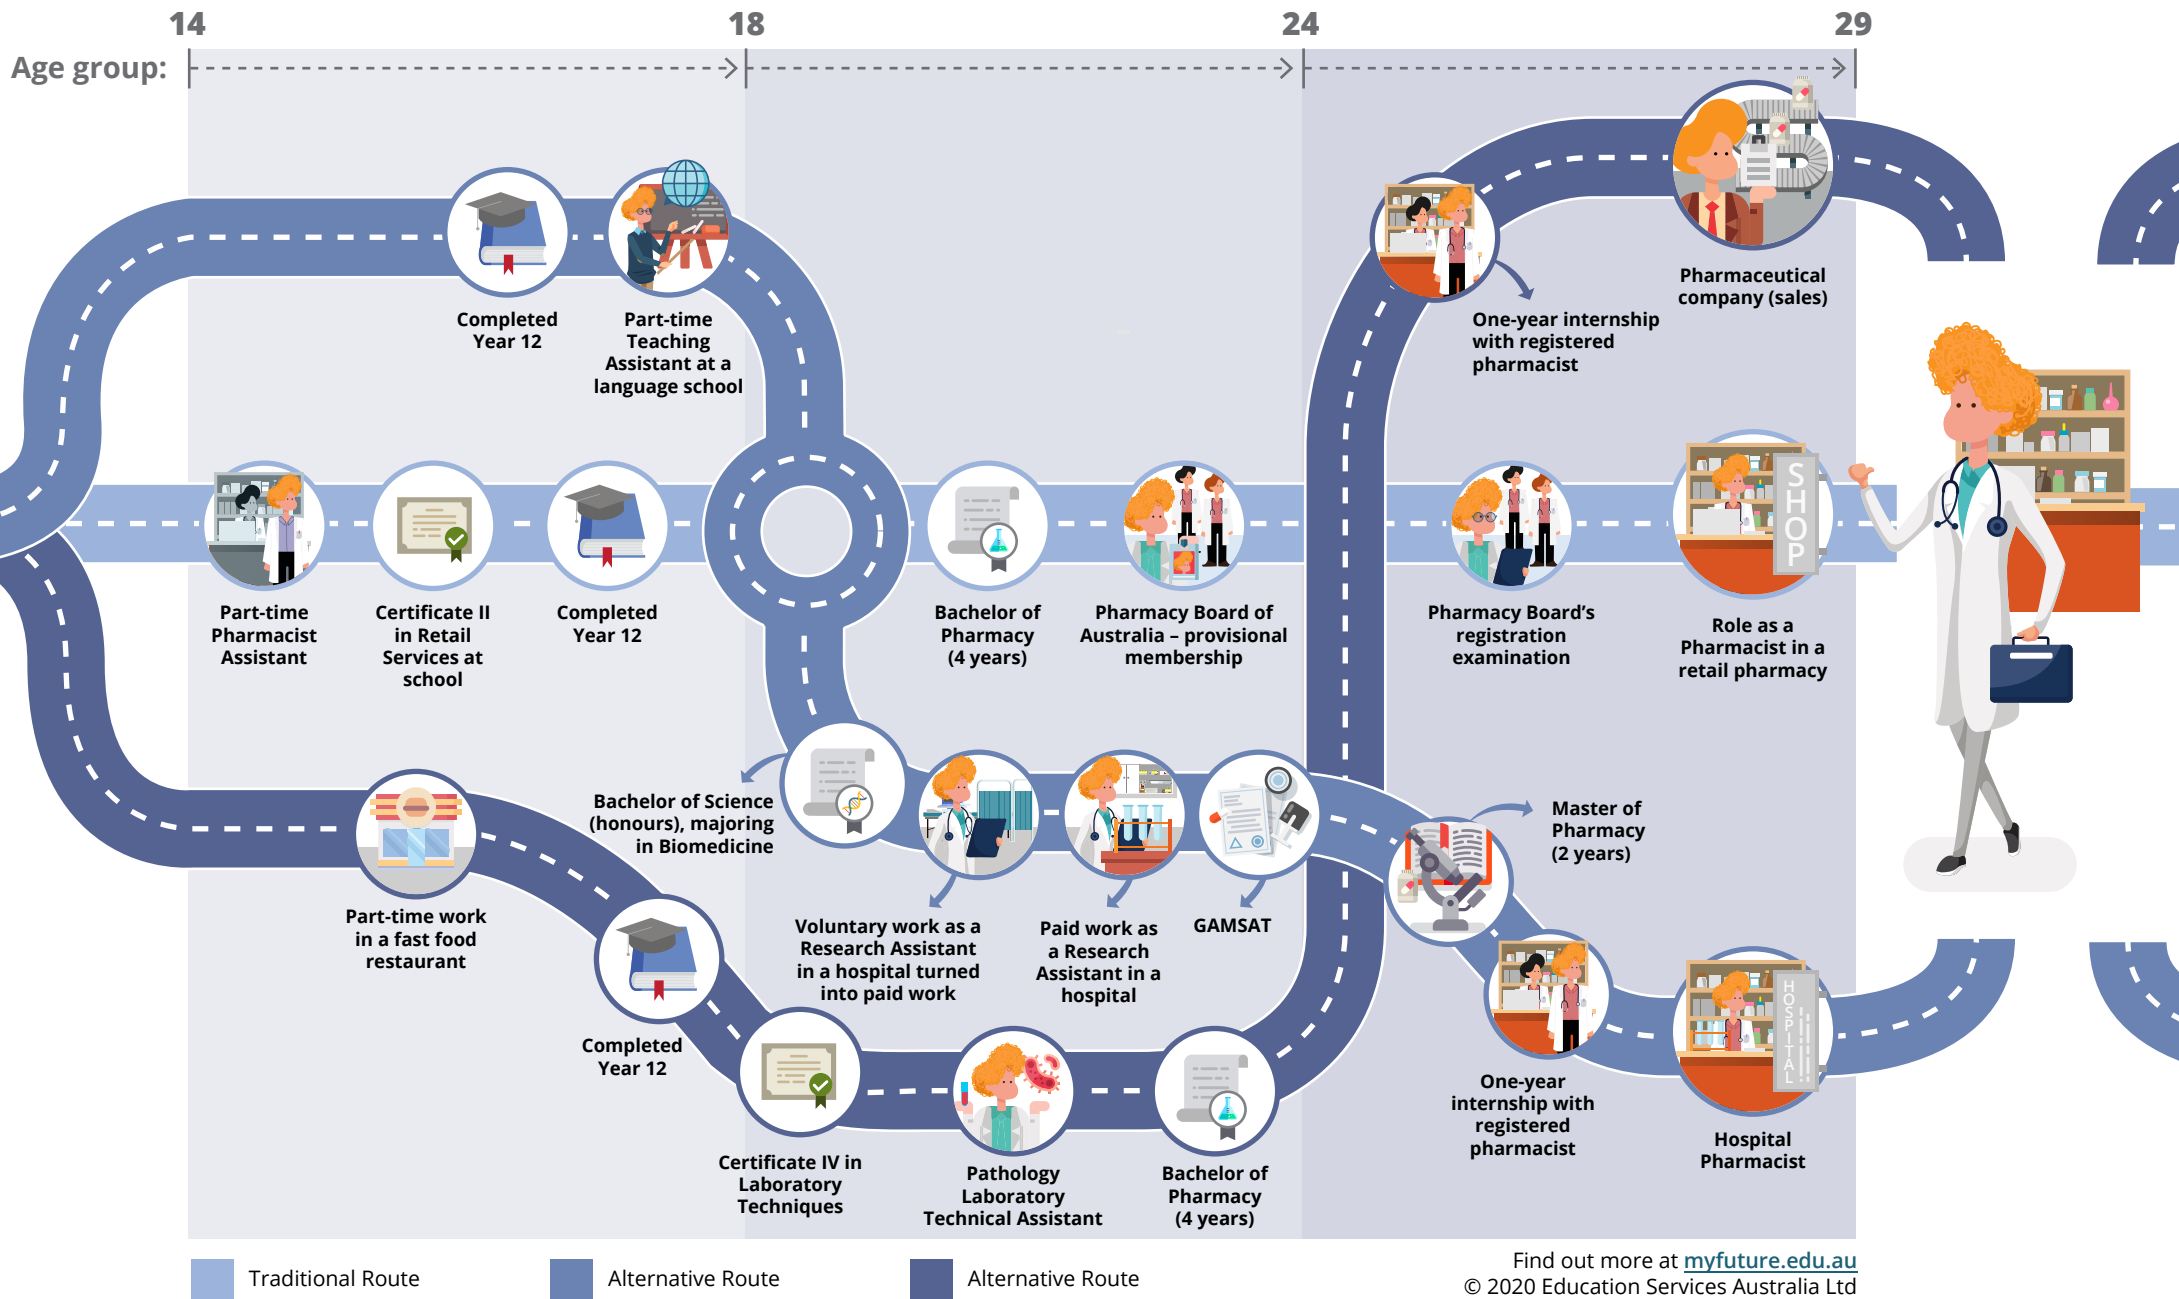 14
18
24
29
Age group:
Completed
Year 12
Part-time
Teaching
Assistant at a
language school
One-year internship
with registered
pharmacist
Pharmaceutical
company (sales)
Part-time
Pharmacist
Assistant
Certificate II
in Retail
Services at
school
Completed
Year 12
Bachelor of
Pharmacy
(4 years)
Pharmacy Board of
Australia – provisional
membership
Pharmacy Board's
registration
examination
SHOP
Role as a
Pharmacist in a
retail pharmacy
Part-time work
in a fast food
restaurant
Completed
Year 12
Bachelor of Science
(honours), majoring
in Biomedicine
Voluntary work as a
Research Assistant
in a hospital turned
into paid work
Paid work as
a Research
Assistant in a
hospital
GAMSAT
Master of
Pharmacy
(2 years)
One-year
internship with
registered
pharmacist
HOSPITAL
Hospital
Pharmacist
Certificate IV in
Laboratory
Techniques
Pathology
Laboratory
Technical Assistant
Bachelor of
Pharmacy
(4 years)
Traditional Route
Alternative Route
Alternative Route
Find out more at myfuture.edu.au
© 2020 Education Services Australia Ltd